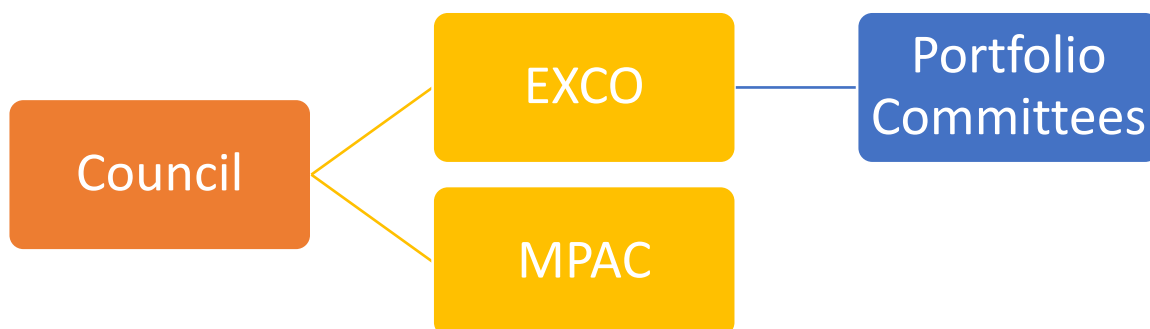 Council
EXCO
MPAC
Portfolio
Committees